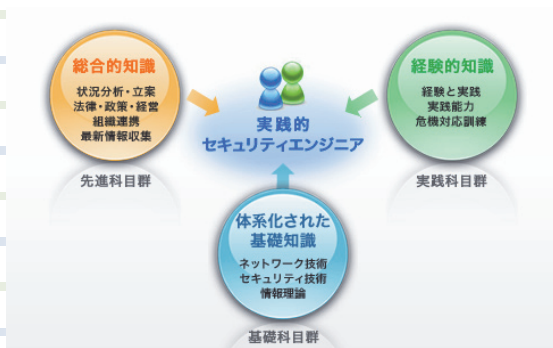 総合的知識
状況分析・立案
法律・政策・経営
組織連携
最新情報収集
先進科目群
実践的
セキュリティエンジニア
経験的知識
経験と実践
実践能力
危機対応訓練
実践科目群
体系化された
基礎知識
ネットワーク技術
セキュリティ技術
情報理論
基礎科目群